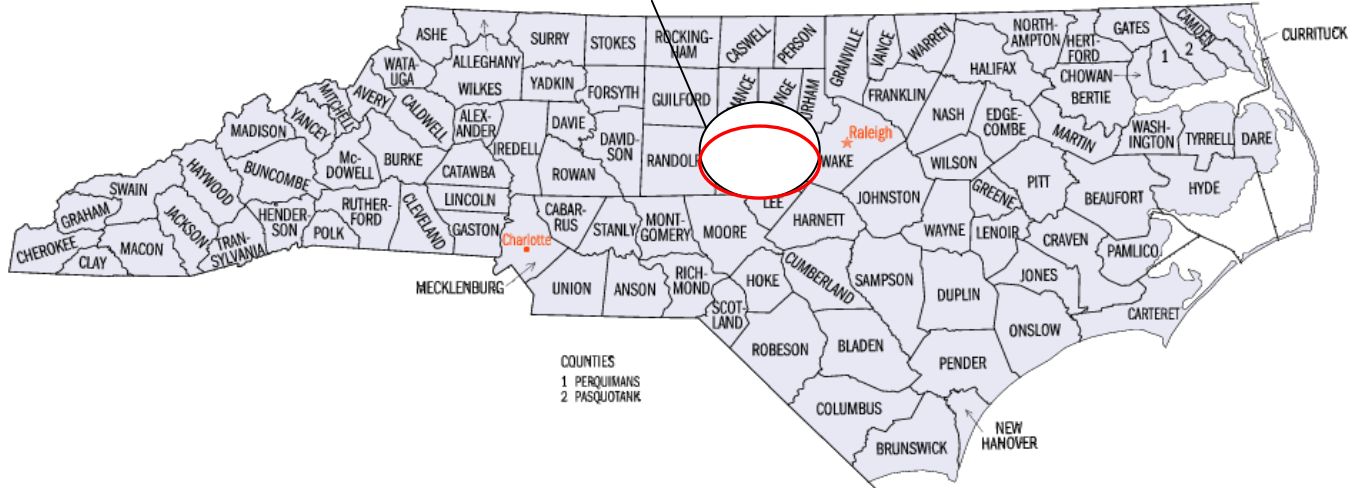 ASHE
ALLEGHANY
SURRY
STOKES
ROCKING-
HAM
CASWELL
PERSON
GRANVILLE
VANCE
WARREN
NORTH-
AMPTON
HERT-
FORD
GATES
CAMDEN
CURRITUCK
WATA-
UGA
WILKES
YADKIN
FORSYTH
GUILFORD
FRANKLIN
HALIFAX
CHOWAN
BERTIE
1
2
MITCHELL
AVERY
CALDWELL
ALEX-
ANDER
IREDELL
DAVIE
DAVID-
SON
NASH
EDGE-
COMBE
MARTIN
WASH-
INGTON
TYRRELL
DARE
MADISON
YANCEY
Mc-
DOWELL
BURKE
CATAWBA
ROWAN
RANDOL
WAKE
Raleigh
WILSON
PITT
BEAUFORT
HYDE
SWAIN
HAYWOOD
BUNCOMBE
RUTHER-
FORD
CLEVELAND
LINCOLN
GASTON
CABAR-
RUS
STANLY
MONT-
GOMERY
MOORE
LEE
HARNETT
JOHNSTON
WAYNE
GREENE
LENOIR
CRAVEN
PAMLICO
GRAHAM
CHEROKEE
CLAY
MACON
JACKSON
TRAN-
SYLVANIA
HENDER-
SON
POLK
Charlotte
MECKLENBURG
UNION
ANSON
RICH-
MOND
SCOT-
LAND
HOKE
CUMBERLAND
SAMPSON
DUPLIN
JONES
ONSLOW
CARTERET
ROBESON
BLADEN
PENDER
COLUMBUS
BRUNSWICK
NEW
HANOVER
COUNTIES
1 PERQUIMANS
2 PASQUOTANK